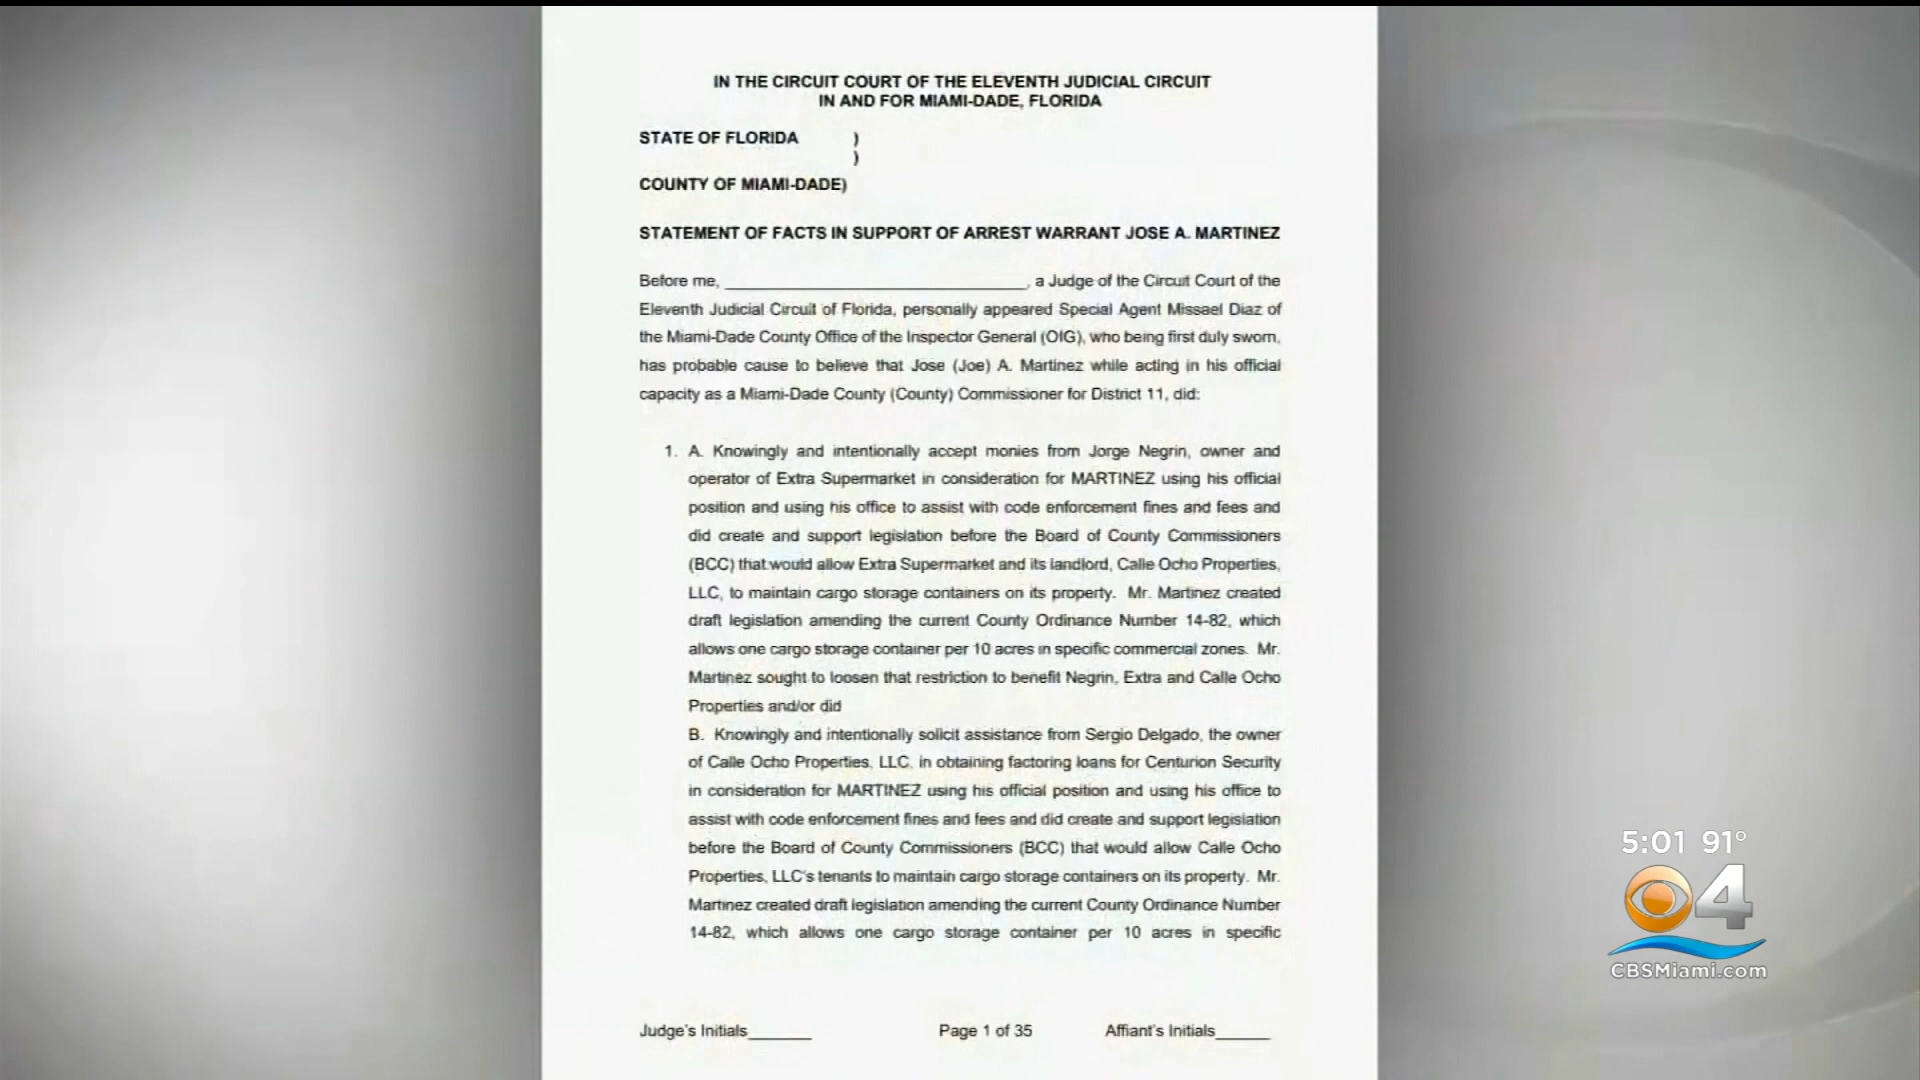 IN THE CIRCUIT COURT OF THE ELEVENTH JUDICIAL CIRCUIT
IN AND FOR MIAMI-DADE, FLORIDA
STATE OF FLORIDA )
)
COUNTY OF MIAMI-DADE)
STATEMENT OF FACTS IN SUPPORT OF ARREST WARRANT JOSE A. MARTINEZ
Before me, ______________________________, a Judge of the Circuit Court of the
Eleventh Judicial Circuit of Florida, personally appeared Special Agent Missael Diaz of
the Miami-Dade County Office of the Inspector General (OIG), who being first duly sworn,
has probable cause to believe that Jose (Joe) A. Martinez while acting in his official
capacity as a Miami-Dade County (County) Commissioner for District 11, did:
1. A. Knowingly and intentionally accept monies from Jorge Negrin, owner and
operator of Extra Supermarket in consideration for MARTINEZ using his official
position and using his office to assist with code enforcement fines and fees and
did create and support legislation before the Board of County Commissioners
(BCC) that would allow Extra Supermarket and its landlord, Calle Ocho Properties,
LLC, to maintain cargo storage containers on its property. Mr. Martinez created
draft legislation amending the current County Ordinance Number 14-82, which
allows one cargo storage container per 10 acres in specific commercial zones. Mr.
Martinez sought to loosen that restriction to benefit Negrin, Extra and Calle Ocho
Properties and/or did
B. Knowingly and intentionally solicit assistance from Sergio Delgado, the owner
of Calle Ocho Properties, LLC, in obtaining factoring loans for Centurion Security
in consideration for MARTINEZ using his official position and using his office to
assist with code enforcement fines and fees and did create and support legislation
before the Board of County Commissioners (BCC) that would allow Calle Ocho
Properties, LLC's tenants to maintain cargo storage containers on its property. Mr.
Martinez created draft legislation amending the current County Ordinance Number
14-82, which allows one cargo storage container per 10 acres in specific
Judge's Initials_______ Page 1 of 35 Affiant's Initials______
5:01 91°
4
CBSMiami.com